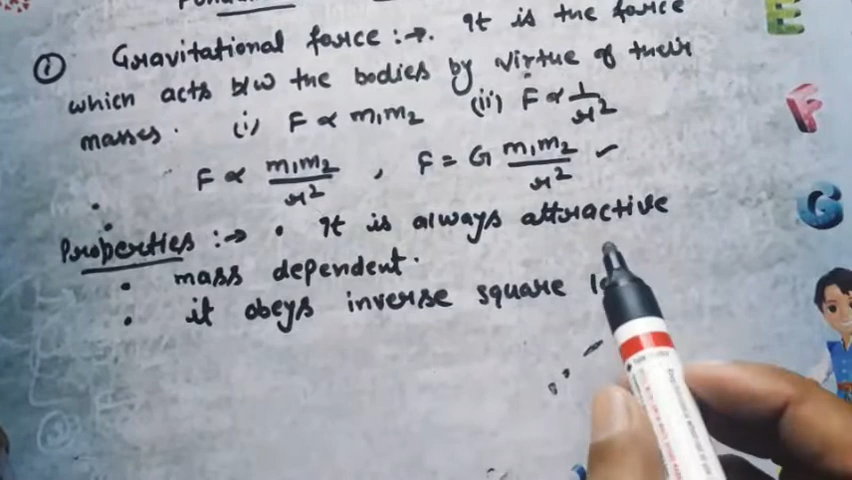 ① Gravitational force :→. It is the force
which acts b/w the bodies by virtue of their
masses. (i) F ∝ m₁m₂ (ii) F ∝ 1/r²
F ∝ m₁m₂/r² , F = G m₁m₂/r² ✓
Properties :→ • It is always attractive
• mass dependent.
• it obeys inverse square
E
F
G